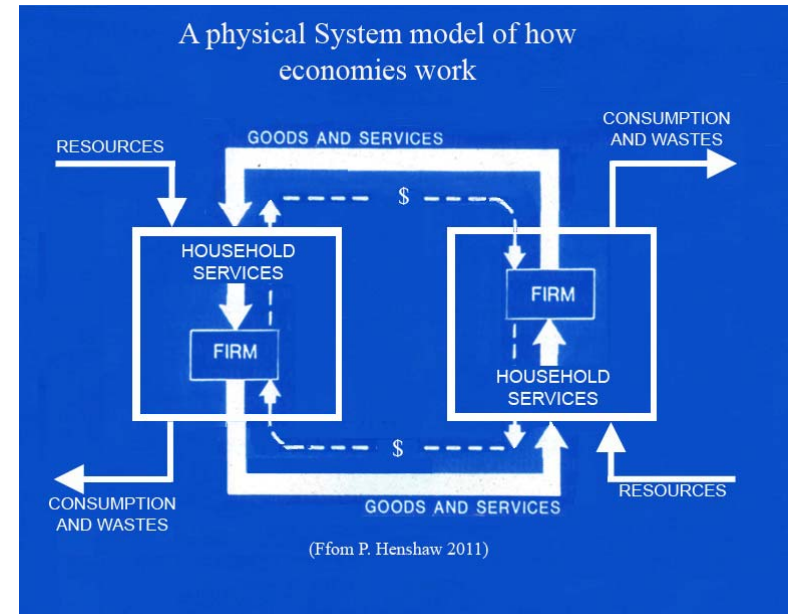 A physical System model of how
economies work
CONSUMPTION
AND WASTES
RESOURCES
GOODS AND SERVICES
$
HOUSEHOLD
SERVICES
FIRM
FIRM
HOUSEHOLD
SERVICES
$
RESOURCES
CONSUMPTION
AND WASTES
GOODS AND SERVICES
(Ffom P. Henshaw 2011)